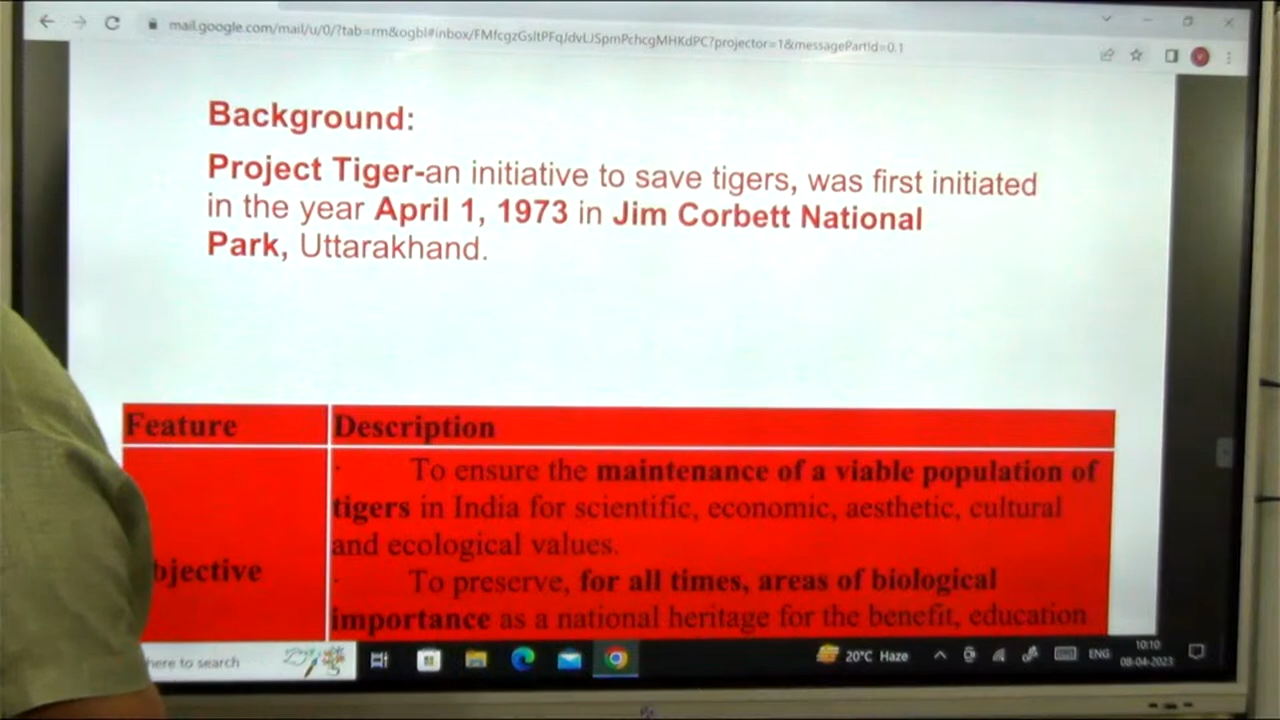 mail.google.com/mail/u/0/?tab=rm&ogbl#inbox/FMfcgzGsltPFqJdvLJSpmPchcgMHKdPC?projector=1&messagePartId=0.1
Background:
Project Tiger-an initiative to save tigers, was first initiated
in the year April 1, 1973 in Jim Corbett National
Park, Uttarakhand.
Feature Description
To ensure the maintenance of a viable population of
tigers in India for scientific, economic, aesthetic, cultural
and ecological values.
bjective
To preserve, for all times, areas of biological
importance as a national heritage for the benefit, education
here to search
20°C Haze
ENG
10:10
08-04-2023